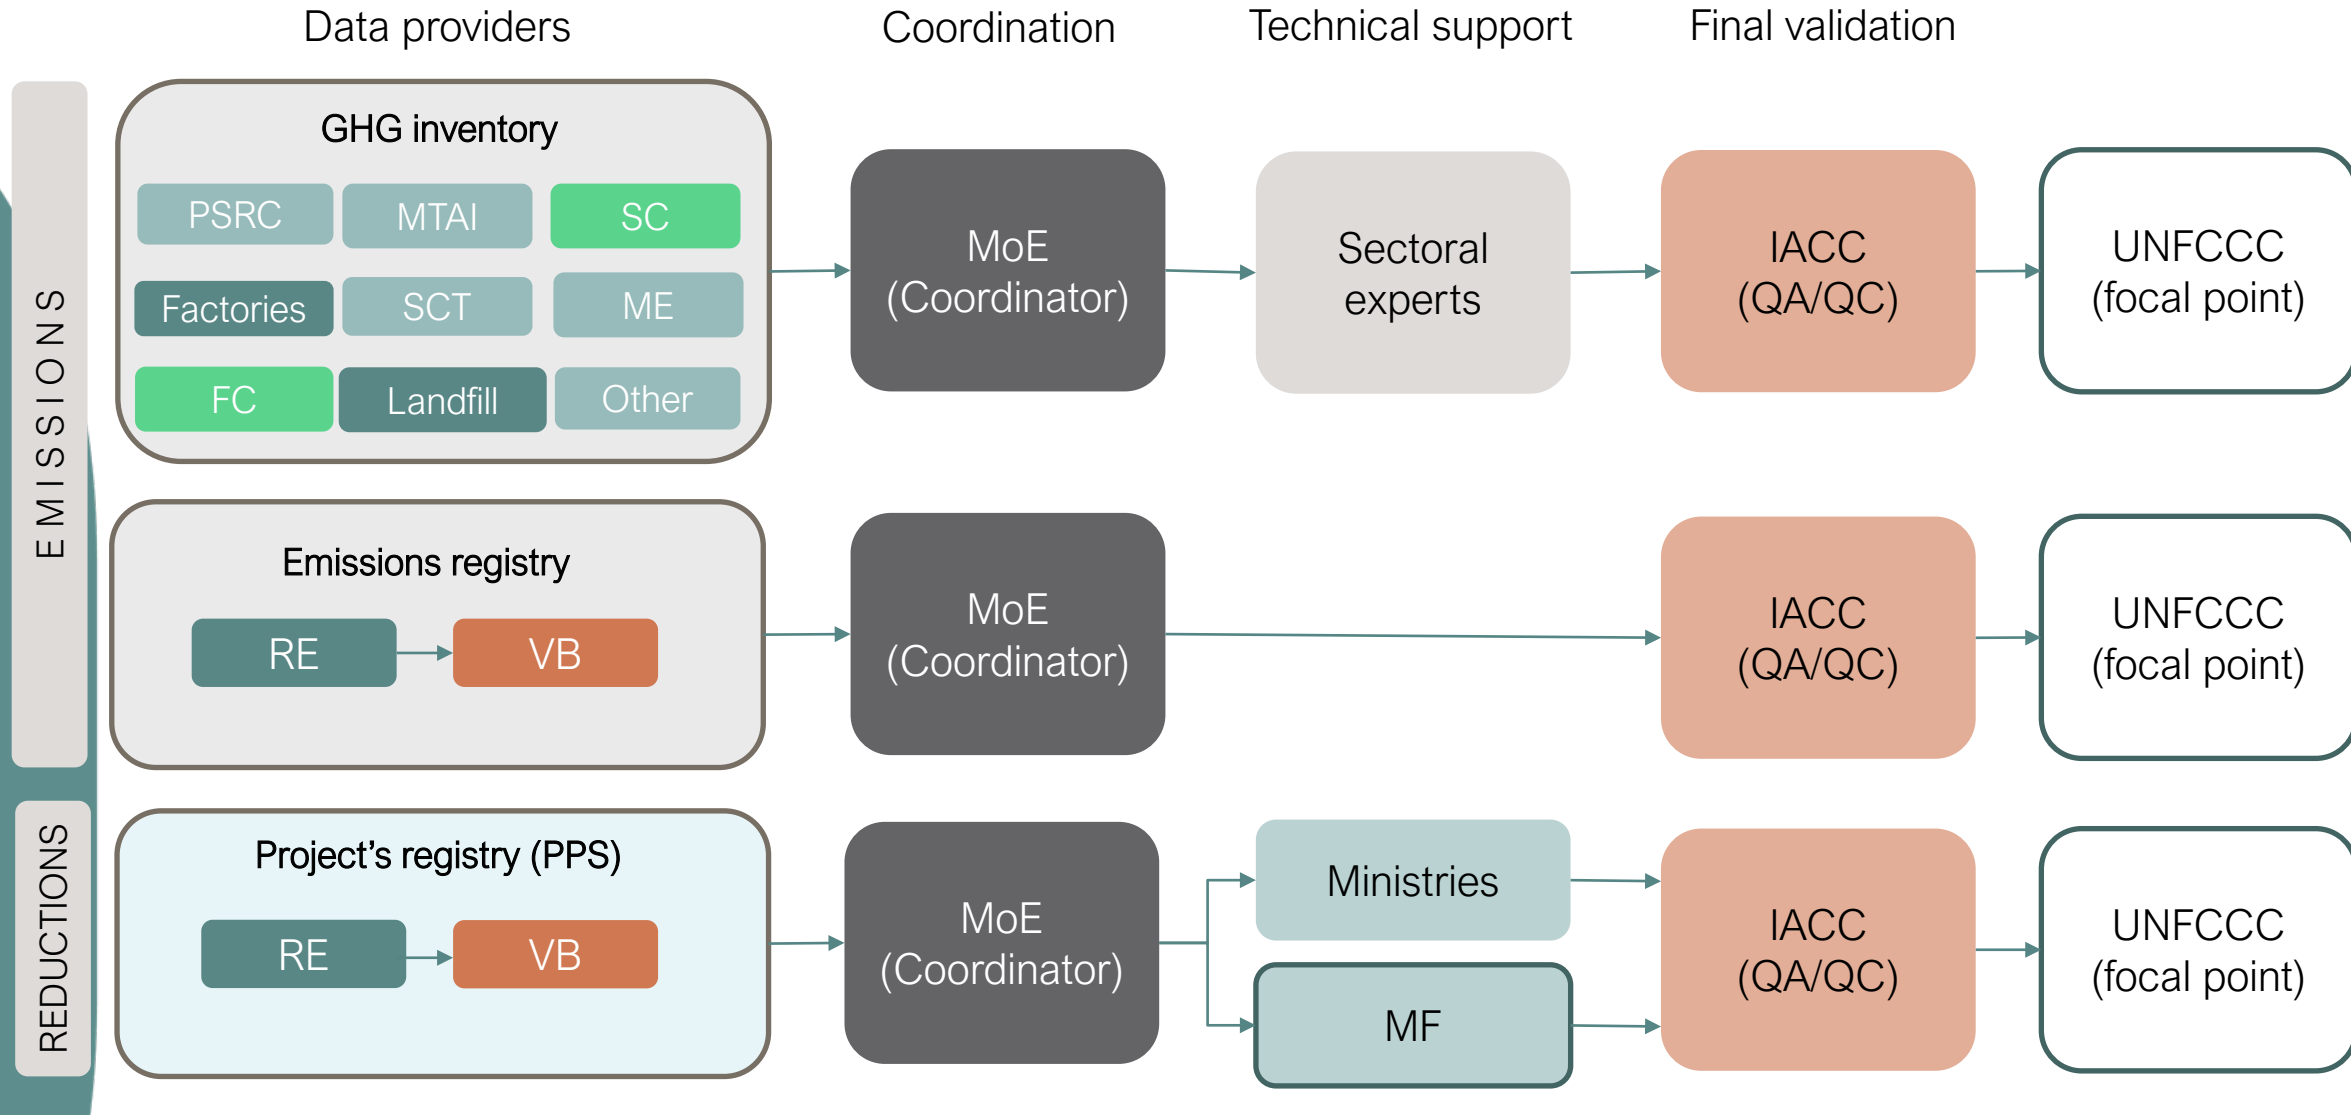 Data providers
Coordination
Technical support
Final validation
EMISSIONS
GHG inventory
PSRC
MTAI
SC
Factories
SCT
ME
FC
Landfill
Other
MoE
(Coordinator)
Sectoral
experts
IACC
(QA/QC)
UNFCCC
(focal point)
Emissions registry
RE
VB
MoE
(Coordinator)
IACC
(QA/QC)
UNFCCC
(focal point)
REDUCTIONS
Project’s registry (PPS)
RE
VB
MoE
(Coordinator)
Ministries
MF
IACC
(QA/QC)
UNFCCC
(focal point)